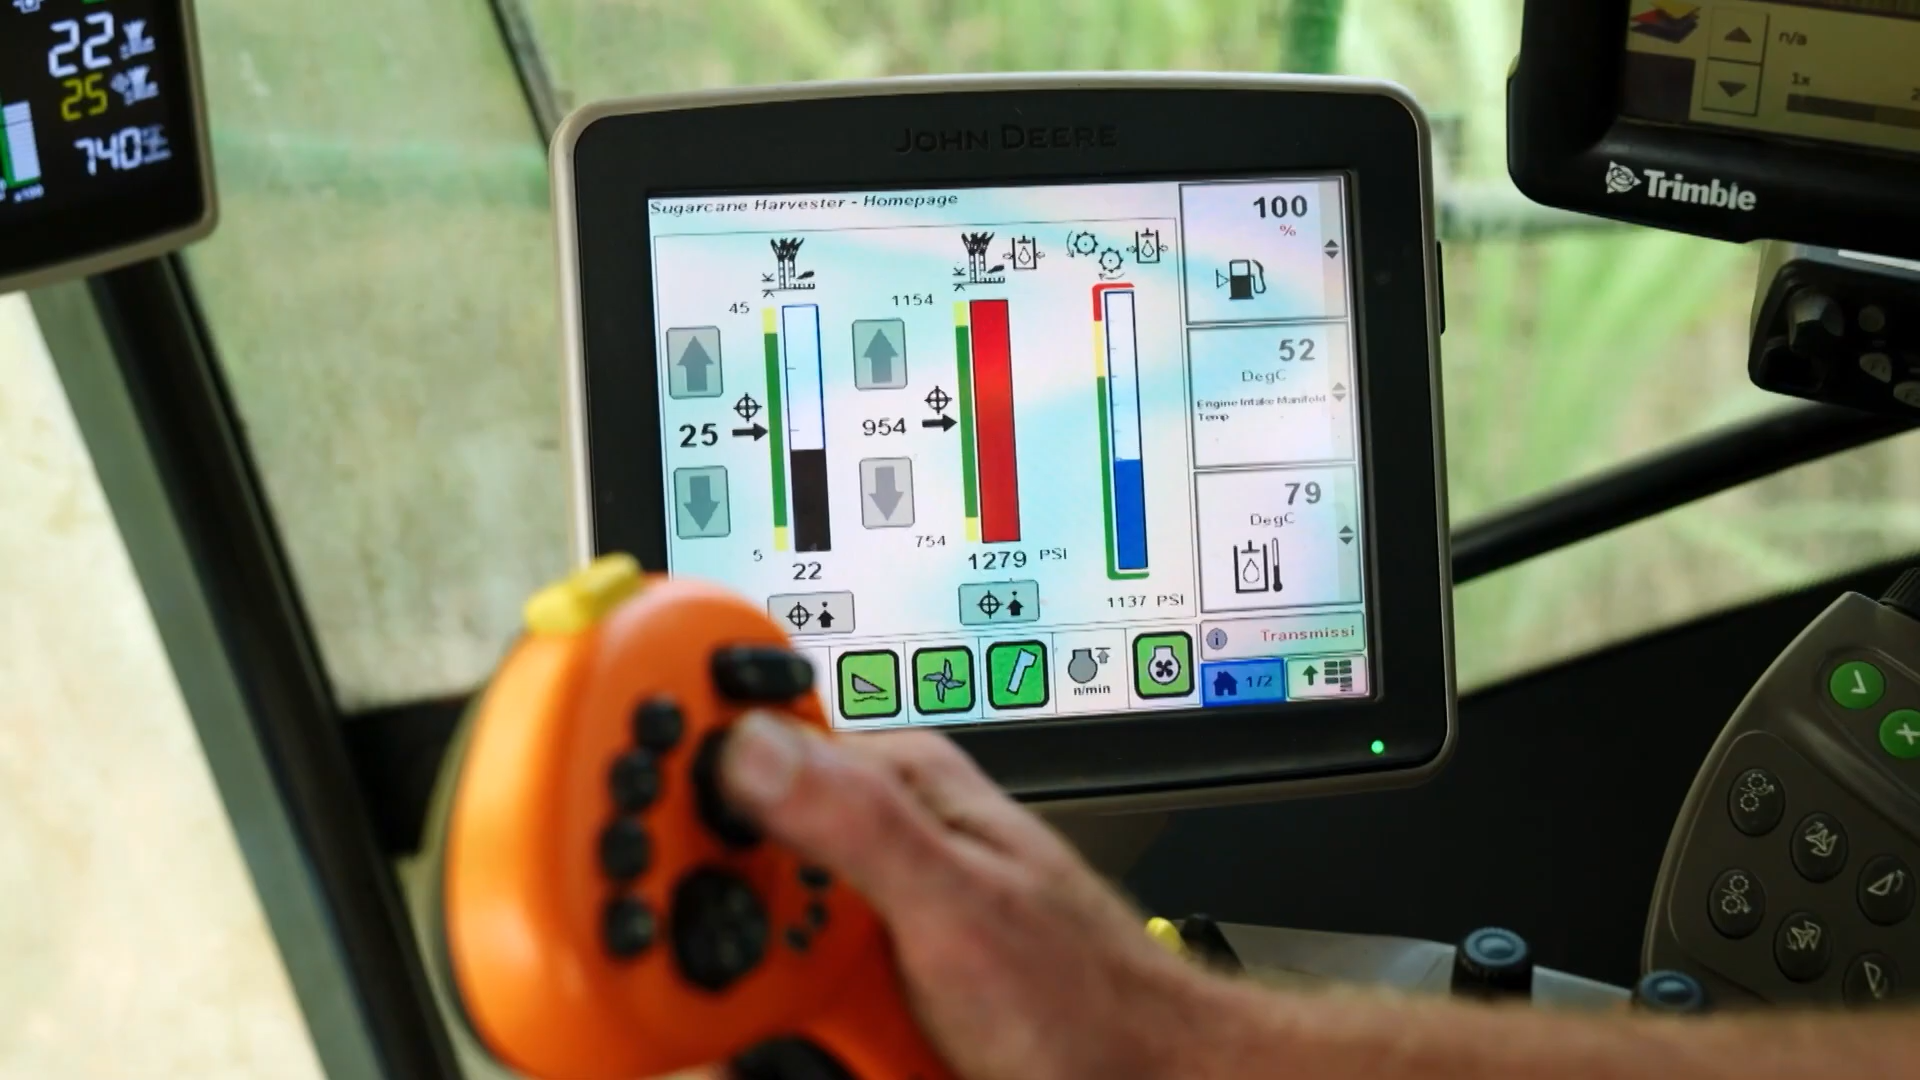 22
25
740
JOHN DEERE
Sugarcane Harvester - Homepage
45
25
5
22
1154
954
754
1279 PSI
1137 PSI
100
%
52
DegC
Engine Intake Manifold
Temp
79
DegC
Transmissi
1/2
n/min
n/a
1x
Trimble